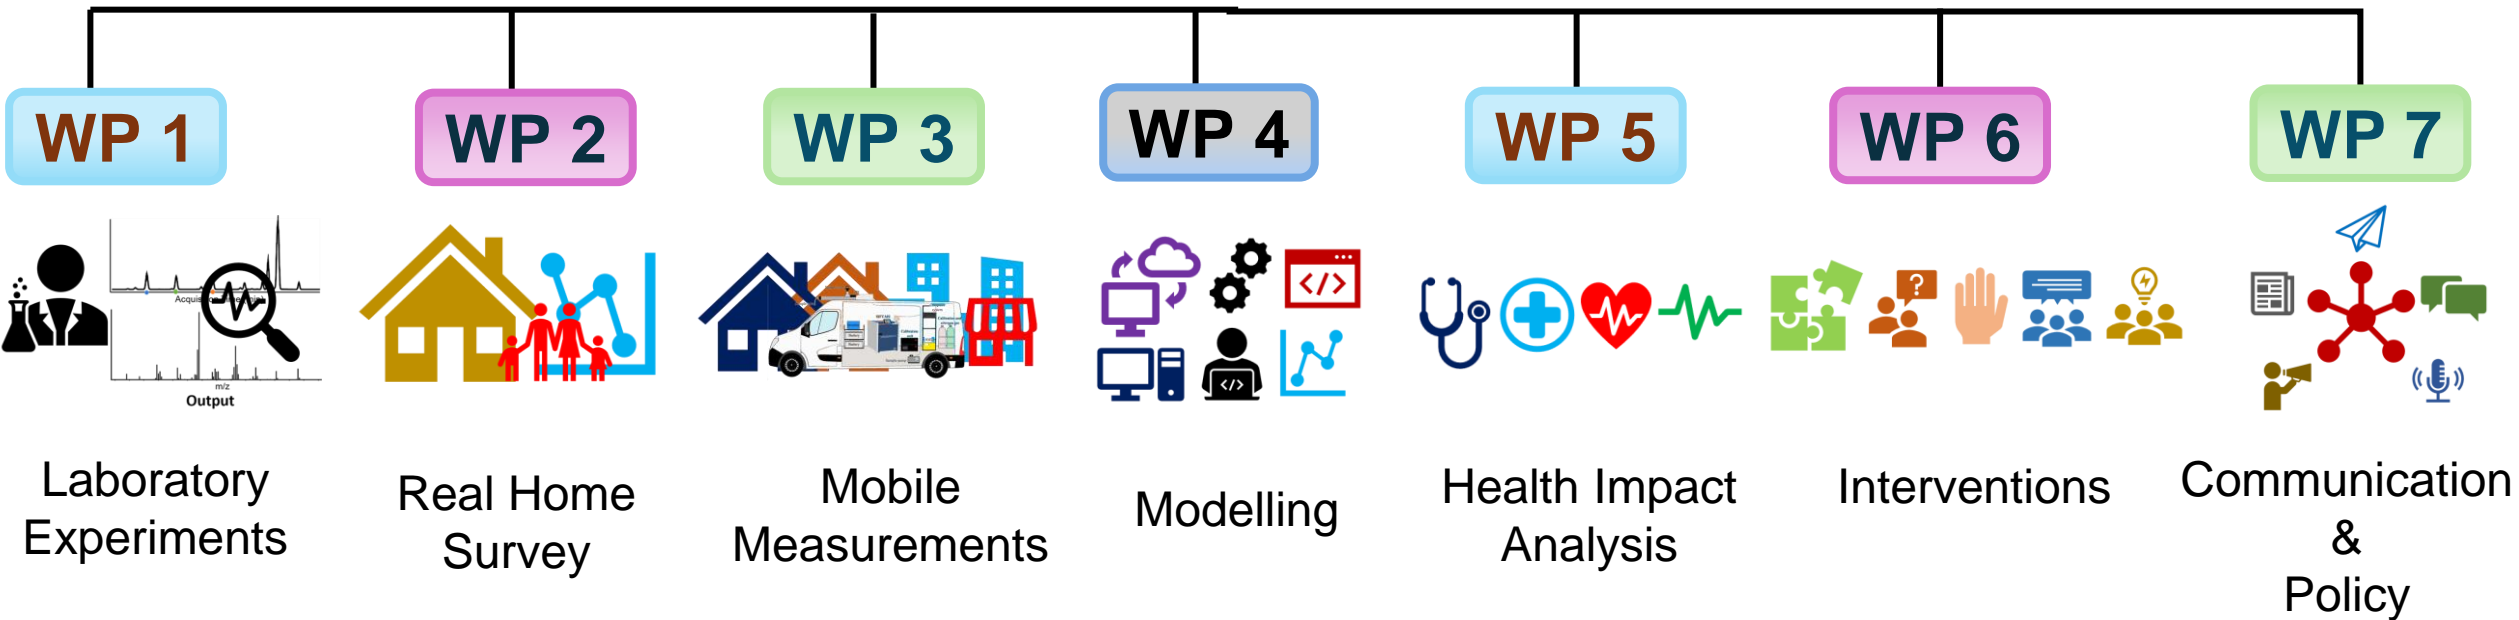 WP 1
WP 2
WP 3
WP 4
WP 5
WP 6
WP 7
m/z
Output
</>
</>
?
Laboratory
Experiments
Real Home
Survey
Mobile
Measurements
Modelling
Health Impact
Analysis
Interventions
Communication
&
Policy